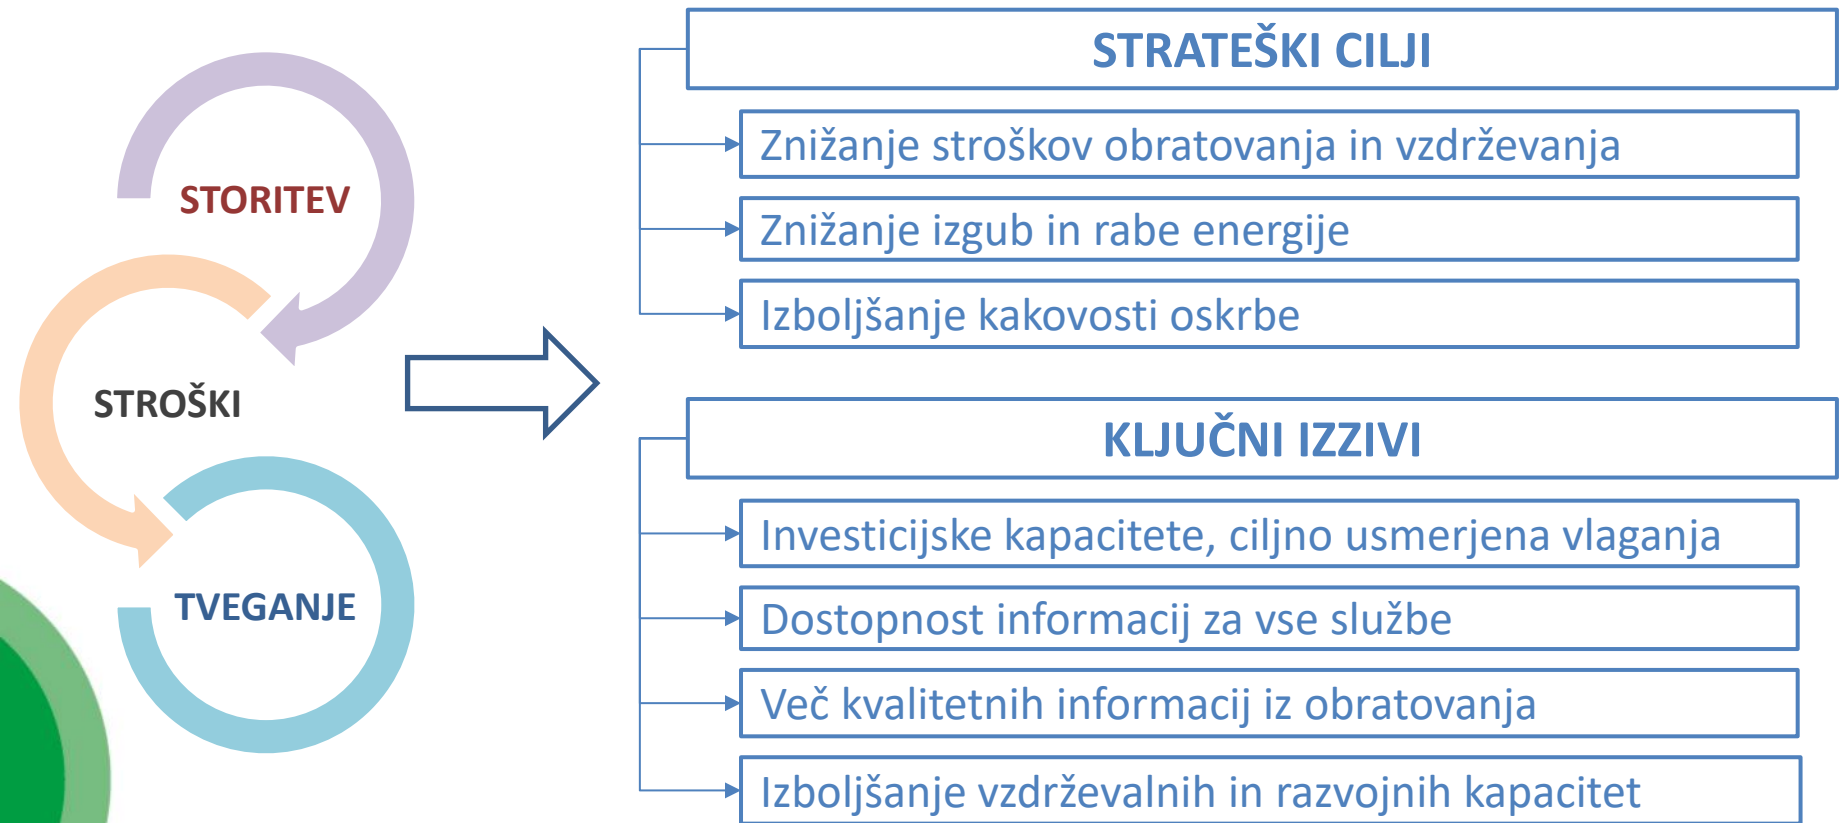 STORITEV
STROŠKI
TVEGANJE
STRATEŠKI CILJI
Znižanje stroškov obratovanja in vzdrževanja
Znižanje izgub in rabe energije
Izboljšanje kakovosti oskrbe
KLJUČNI IZZIVI
Investicijske kapacitete, ciljno usmerjena vlaganja
Dostopnost informacij za vse službe
Več kvalitetnih informacij iz obratovanja
Izboljšanje vzdrževalnih in razvojnih kapacitet